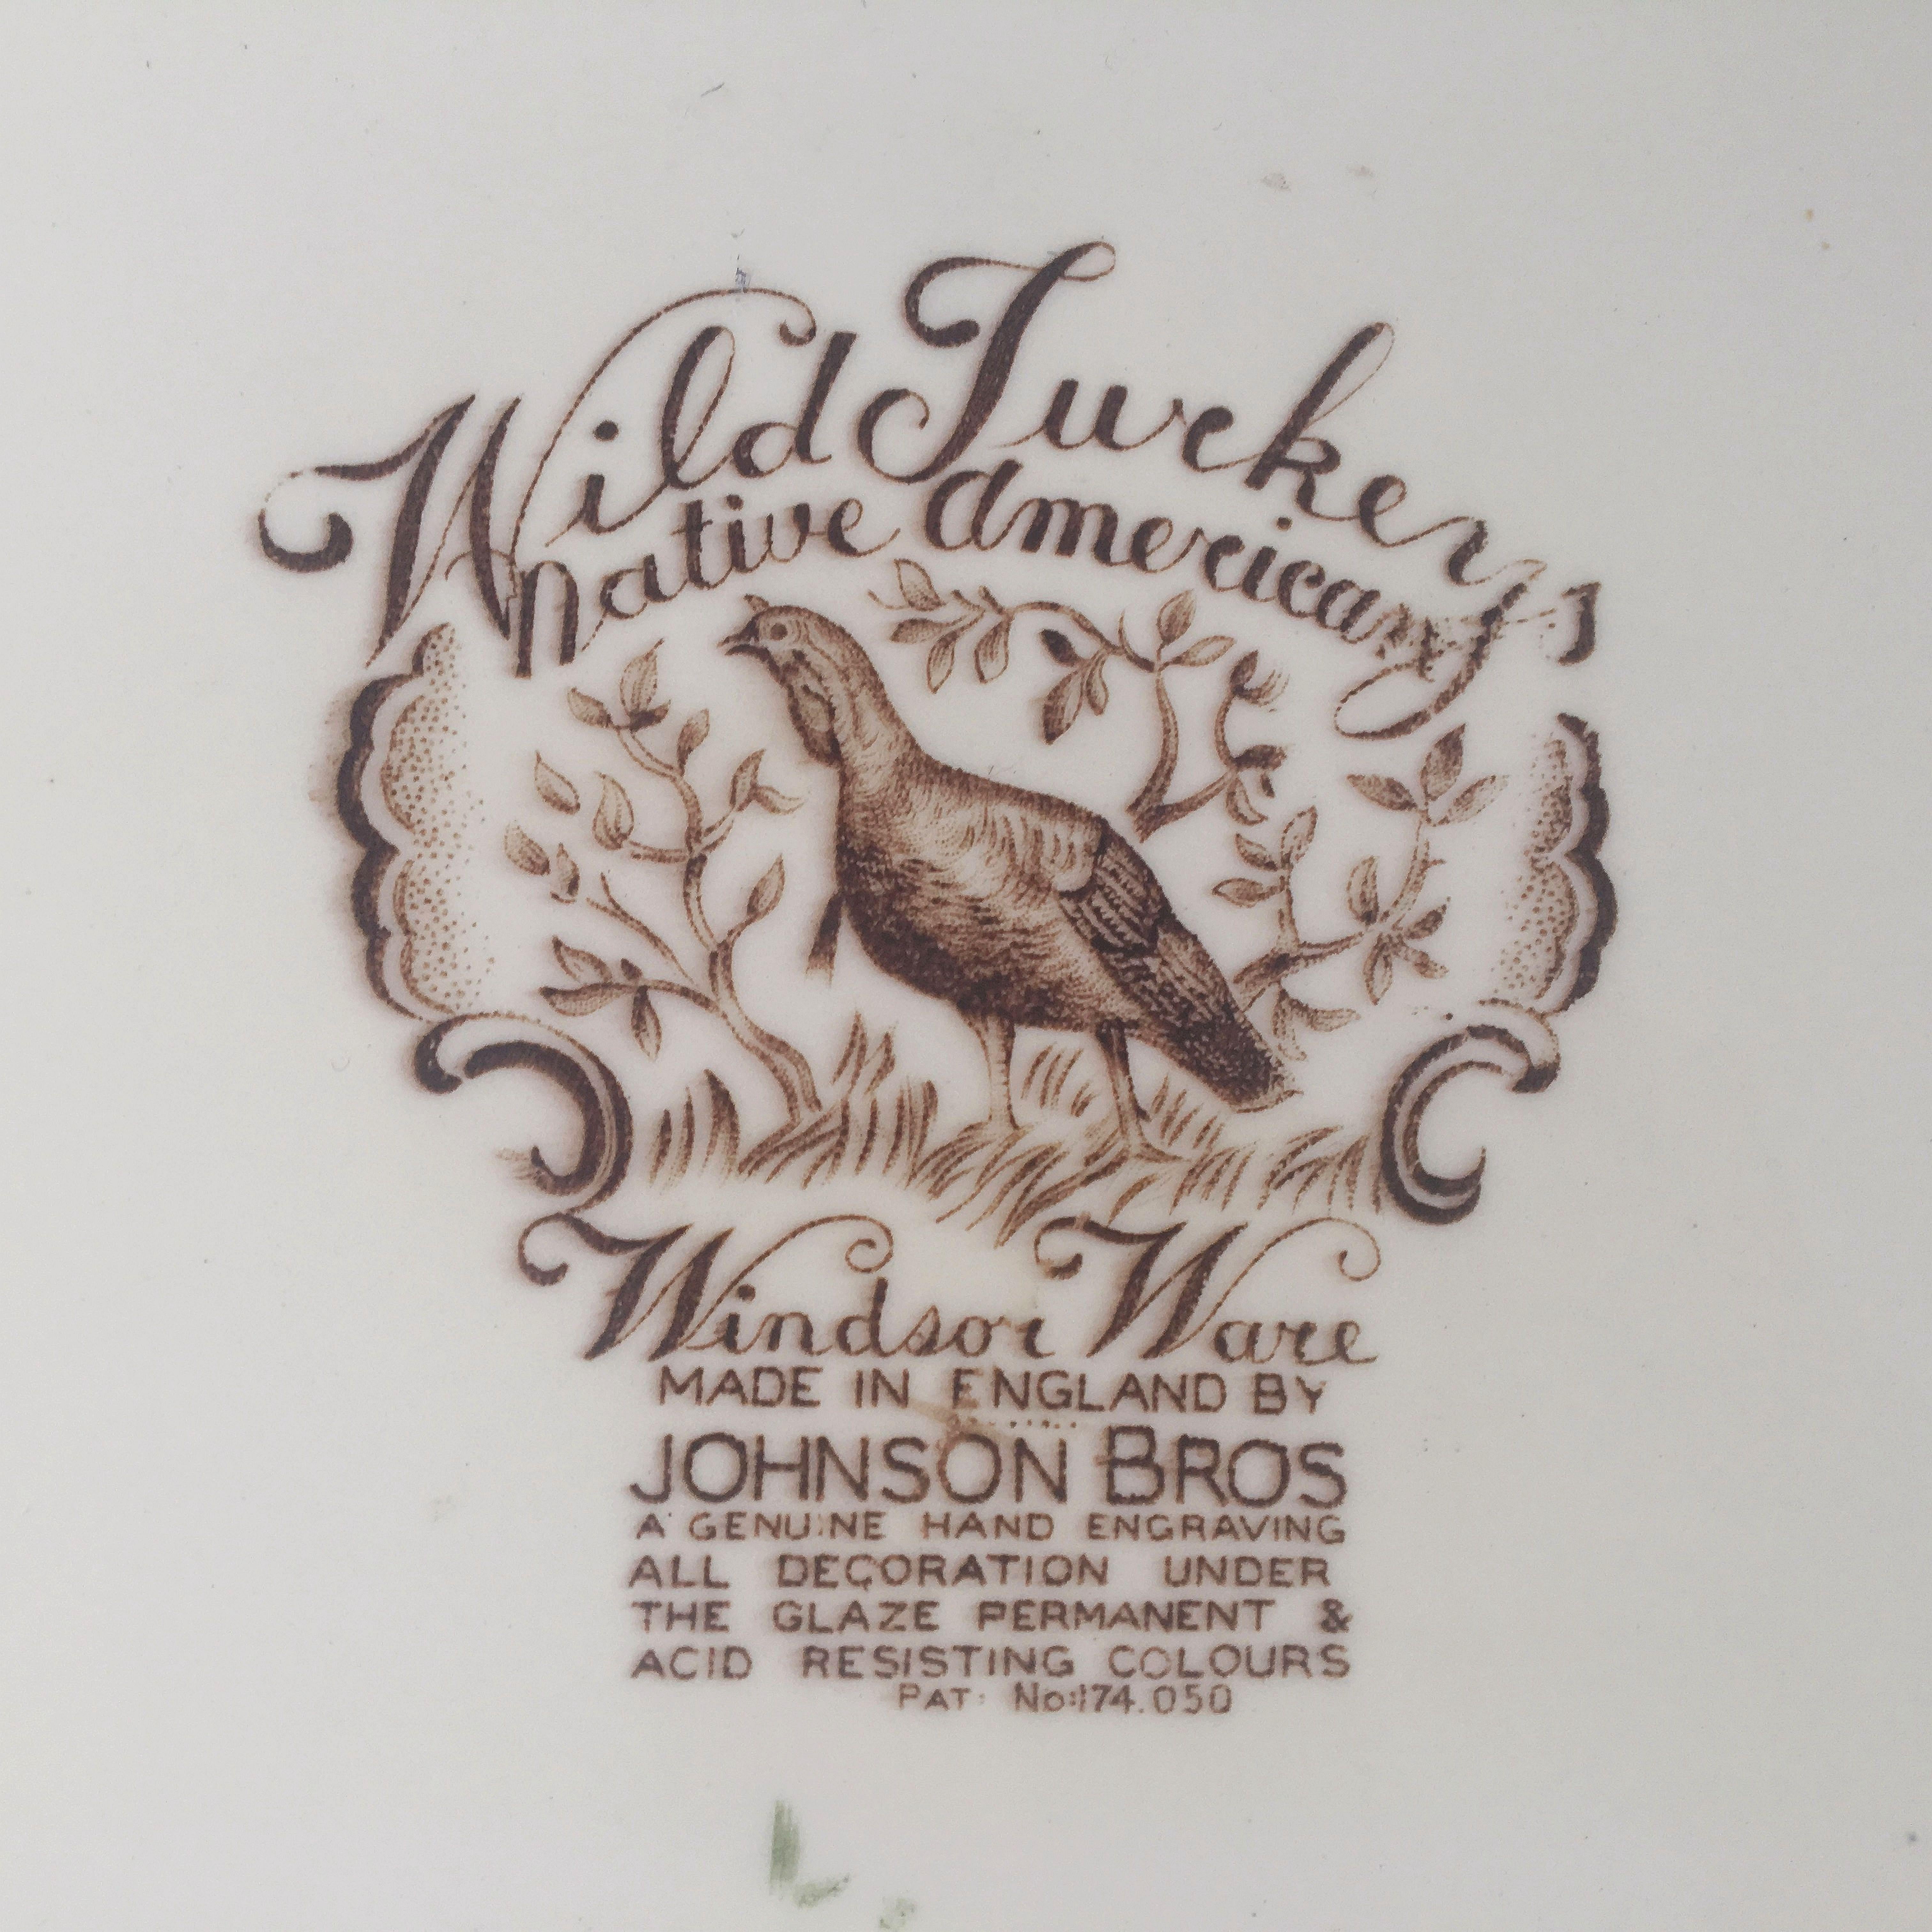 Wild Turkeys
Native American
Windsor Ware
MADE IN ENGLAND BY
JOHNSON BROS
A GENUINE HAND ENGRAVING
ALL DECORATION UNDER
THE GLAZE PERMANENT &
ACID RESISTING COLOURS
PAT. No:174.050